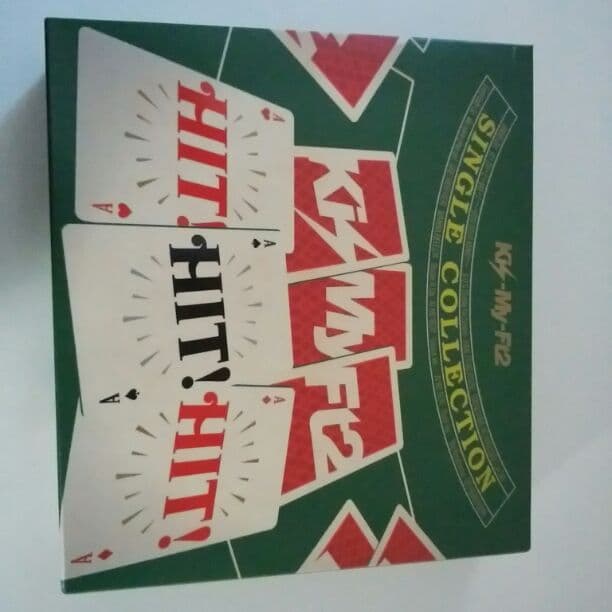 Kis-My-Ft2
SINGLE COLLECTION
Kis My Ft2
A HIT! A
A HIT! A
A HIT! A